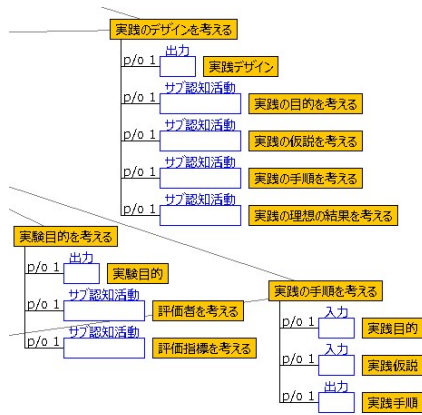 実践のデザインを考える
出力
p/o 1 実践デザイン
サブ認知活動
p/o 1 実践の目的を考える
サブ認知活動
p/o 1 実践の仮説を考える
サブ認知活動
p/o 1 実践の手順を考える
サブ認知活動
p/o 1 実践の理想の結果を考える
実験目的を考える
出力
p/o 1 実験目的
サブ認知活動
p/o 1 評価者を考える
サブ認知活動
p/o 1 評価指標を考える
実践の手順を考える
入力
p/o 1 実践目的
入力
p/o 1 実践仮説
出力
p/o 1 実践手順